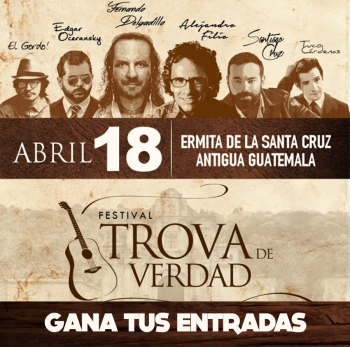 El Gordo!
Edgar
Oceransky
Fernando
Delgadillo
Alejandro
Filio
Santiago
Cruz
Cárdenas
ABRIL 18
ERMITA DE LA SANTA CRUZ
ANTIGUA GUATEMALA
FESTIVAL
TROVA DE
VERDAD
GANA TUS ENTRADAS